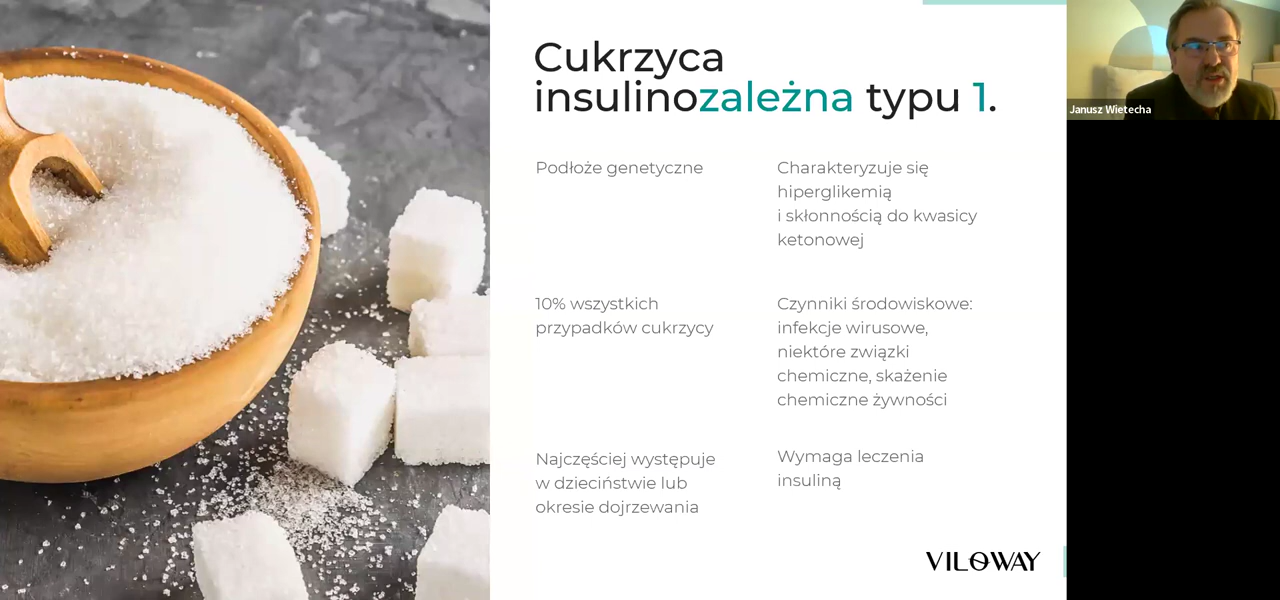 Cukrzyca
insulinozależna typu 1.
Podłoże genetyczne
Charakteryzuje się
hiperglikemią
i skłonnością do kwasicy
ketonowej
10% wszystkich
przypadków cukrzycy
Czynniki środowiskowe:
infekcje wirusowe,
niektóre związki
chemiczne, skażenie
chemiczne żywności
Najczęściej występuje
w dzieciństwie lub
okresie dojrzewania
Wymaga leczenia
insuliną
VILOWAY
Janusz Wietecha